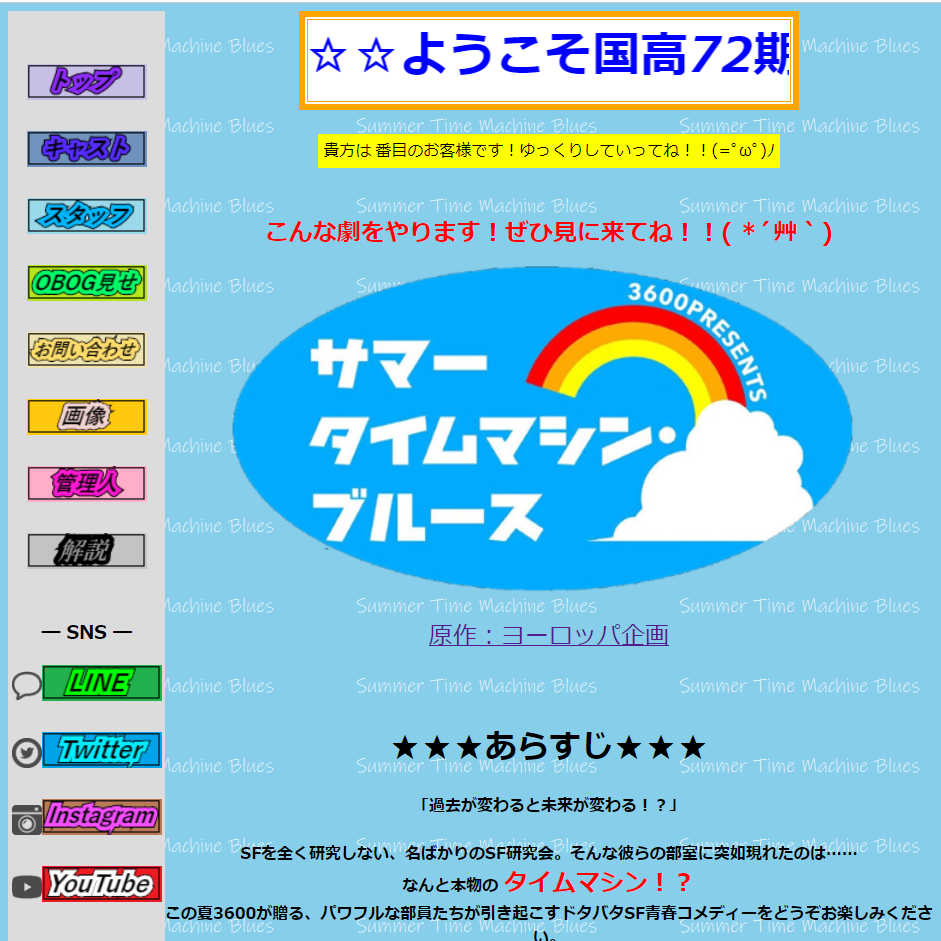 トップ
キャスト
スタッフ
OBOG見せ
お問い合わせ
画像
管理人
解説
― SNS ―
LINE
Twitter
Instagram
YouTube
☆☆ようこそ国高72期
貴方は 番目のお客様です！ゆっくりしていってね！！(=ﾟωﾟ)ﾉ
こんな劇をやります！ぜひ見に来てね！！( *´艸｀)
3600PRESENTS
サマー
タイムマシン・
ブルース
原作：ヨーロッパ企画
★★★あらすじ★★★
「過去が変わると未来が変わる！？」
SFを全く研究しない、名ばかりのSF研究会。そんな彼らの部室に突如現れたのは……
なんと本物の タイムマシン！？
この夏3600が贈る、パワフルな部員たちが引き起こすドタバタSF青春コメディーをどうぞお楽しみくださ
い。
Machine Blues Summer Time Machine Blues Summer Time Machine Blues